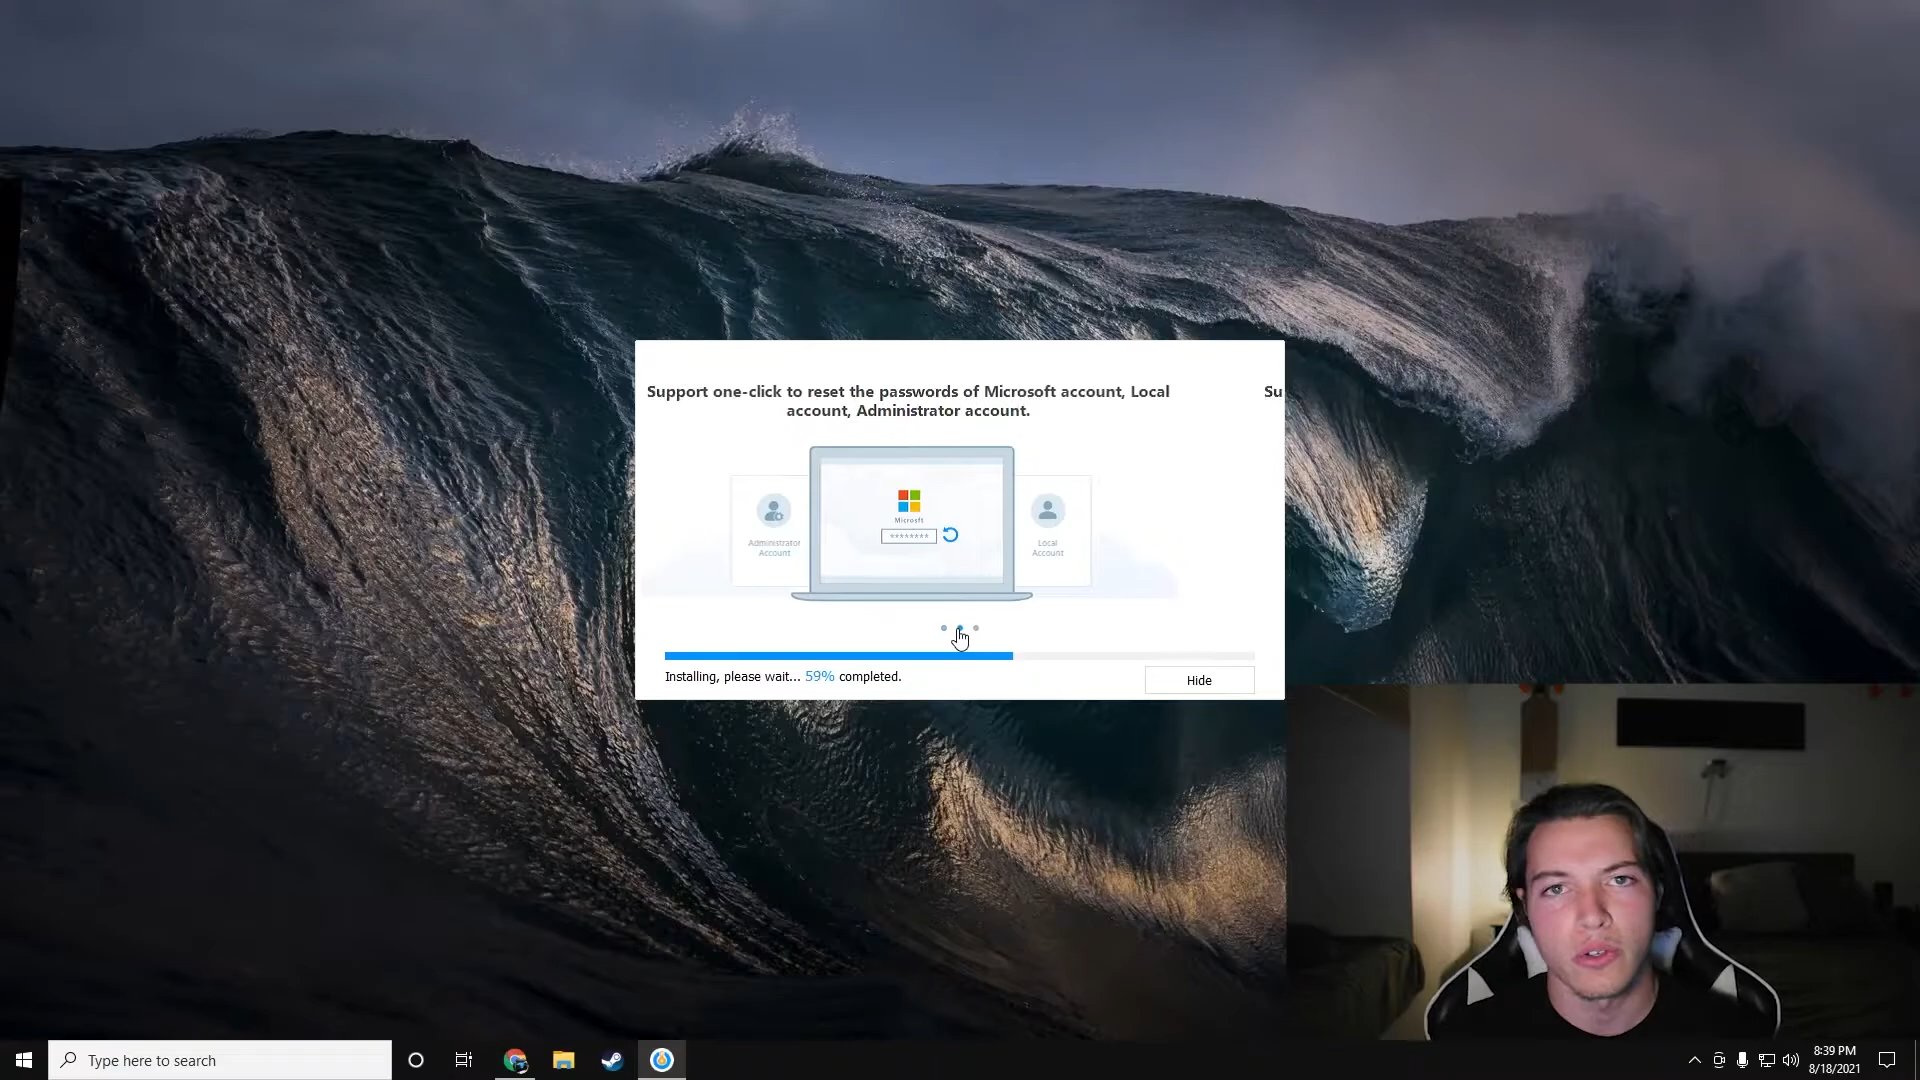 Support one-click to reset the passwords of Microsoft account, Local
account, Administrator account.
Su
Microsft
********
Administrator
Account
Local
Account
Installing, please wait... 59% completed.
Hide
Type here to search
8:39 PM
8/18/2021